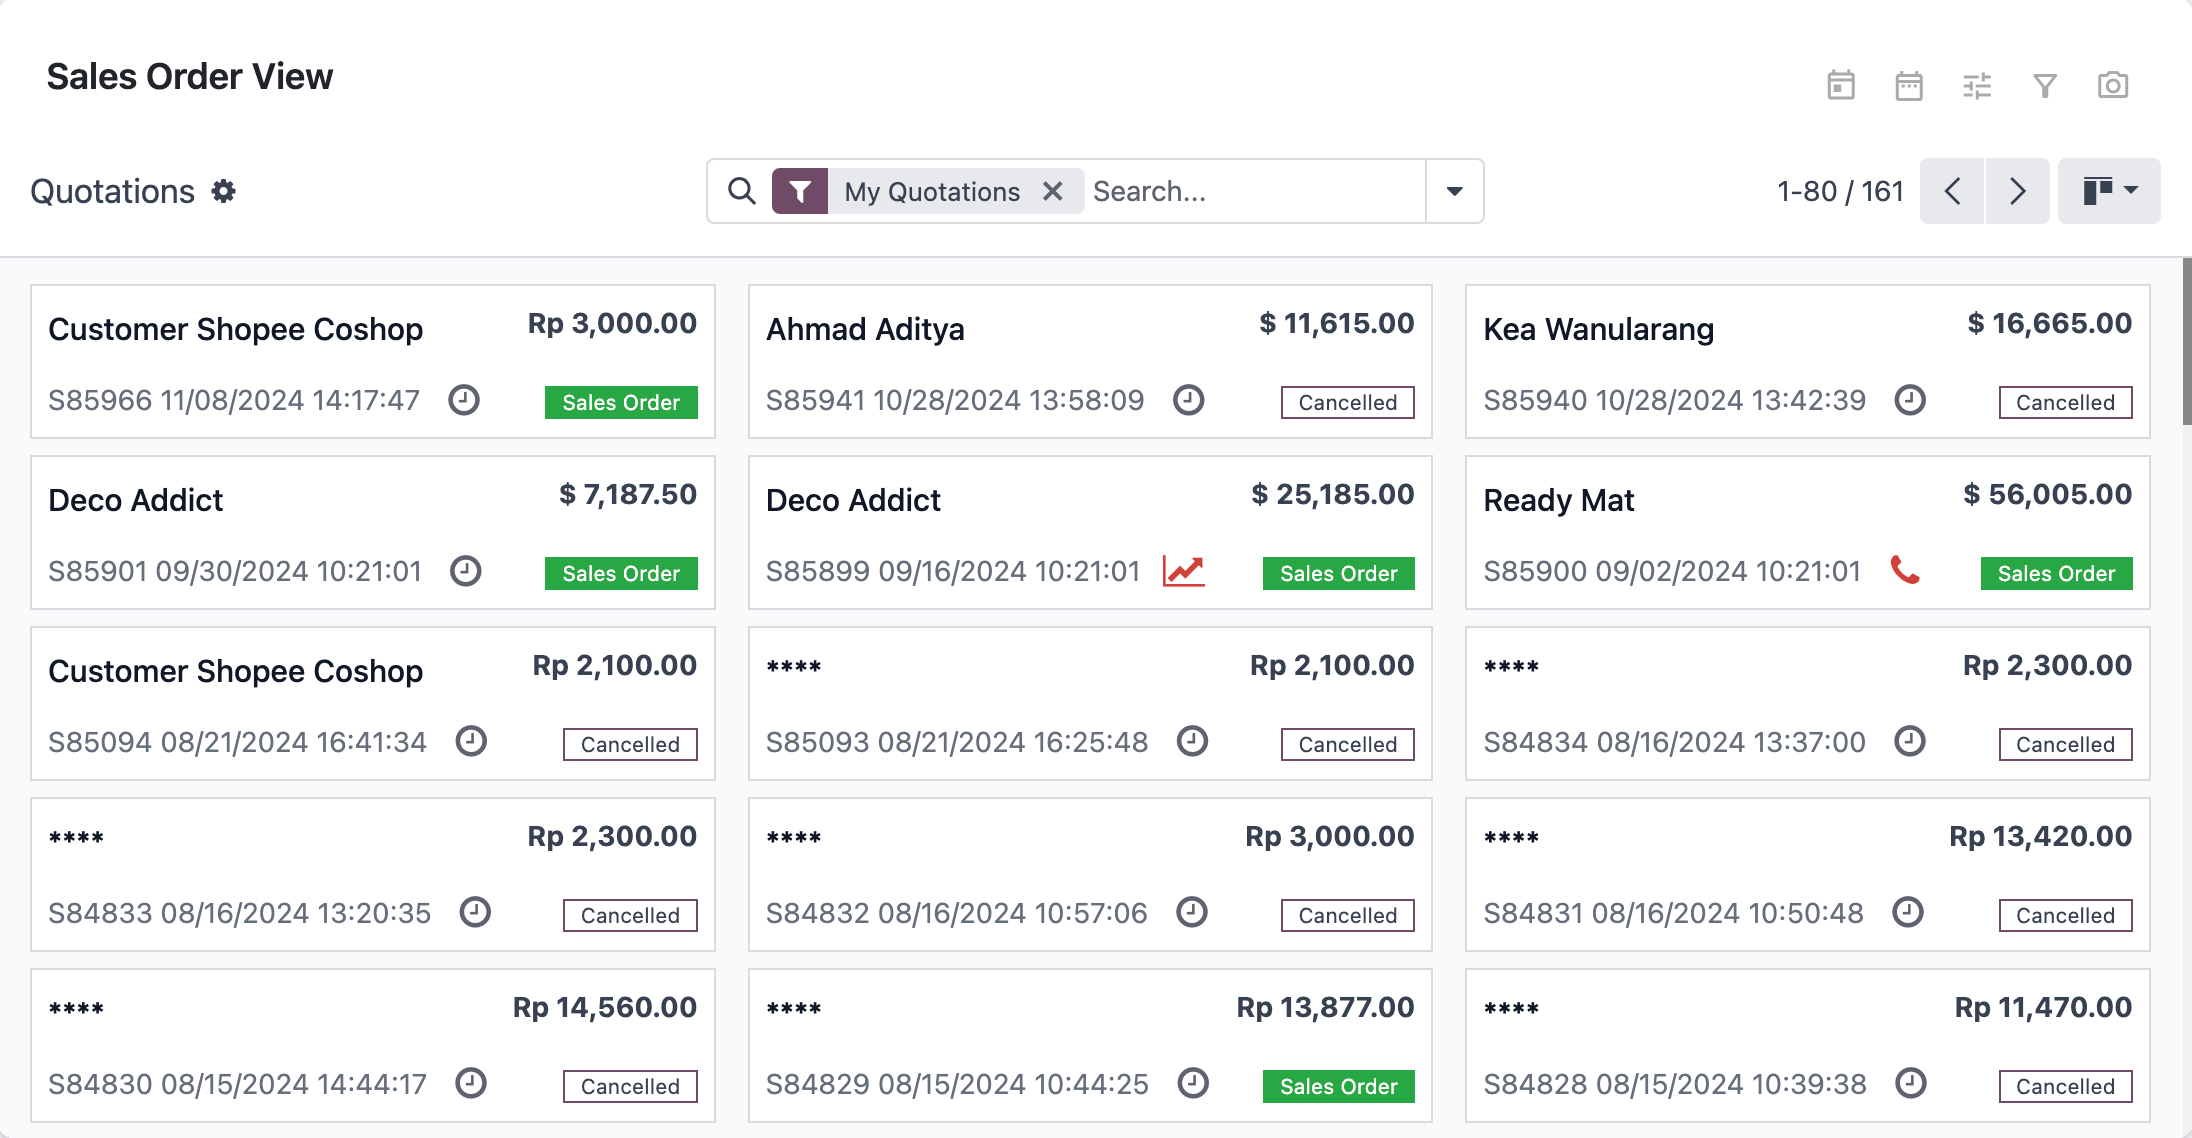 Sales Order View
Quotations
My Quotations
Search...
1-80 / 161
Customer Shopee Coshop
Rp 3,000.00
S85966 11/08/2024 14:17:47
Sales Order
Ahmad Aditya
$ 11,615.00
S85941 10/28/2024 13:58:09
Cancelled
Kea Wanularang
$ 16,665.00
S85940 10/28/2024 13:42:39
Cancelled
Deco Addict
$ 7,187.50
S85901 09/30/2024 10:21:01
Sales Order
Deco Addict
$ 25,185.00
S85899 09/16/2024 10:21:01
Sales Order
Ready Mat
$ 56,005.00
S85900 09/02/2024 10:21:01
Sales Order
Customer Shopee Coshop
Rp 2,100.00
S85094 08/21/2024 16:41:34
Cancelled
****
Rp 2,100.00
S85093 08/21/2024 16:25:48
Cancelled
****
Rp 2,300.00
S84834 08/16/2024 13:37:00
Cancelled
****
Rp 2,300.00
S84833 08/16/2024 13:20:35
Cancelled
****
Rp 3,000.00
S84832 08/16/2024 10:57:06
Cancelled
****
Rp 13,420.00
S84831 08/16/2024 10:50:48
Cancelled
****
Rp 14,560.00
S84830 08/15/2024 14:44:17
Cancelled
****
Rp 13,877.00
S84829 08/15/2024 10:44:25
Sales Order
****
Rp 11,470.00
S84828 08/15/2024 10:39:38
Cancelled